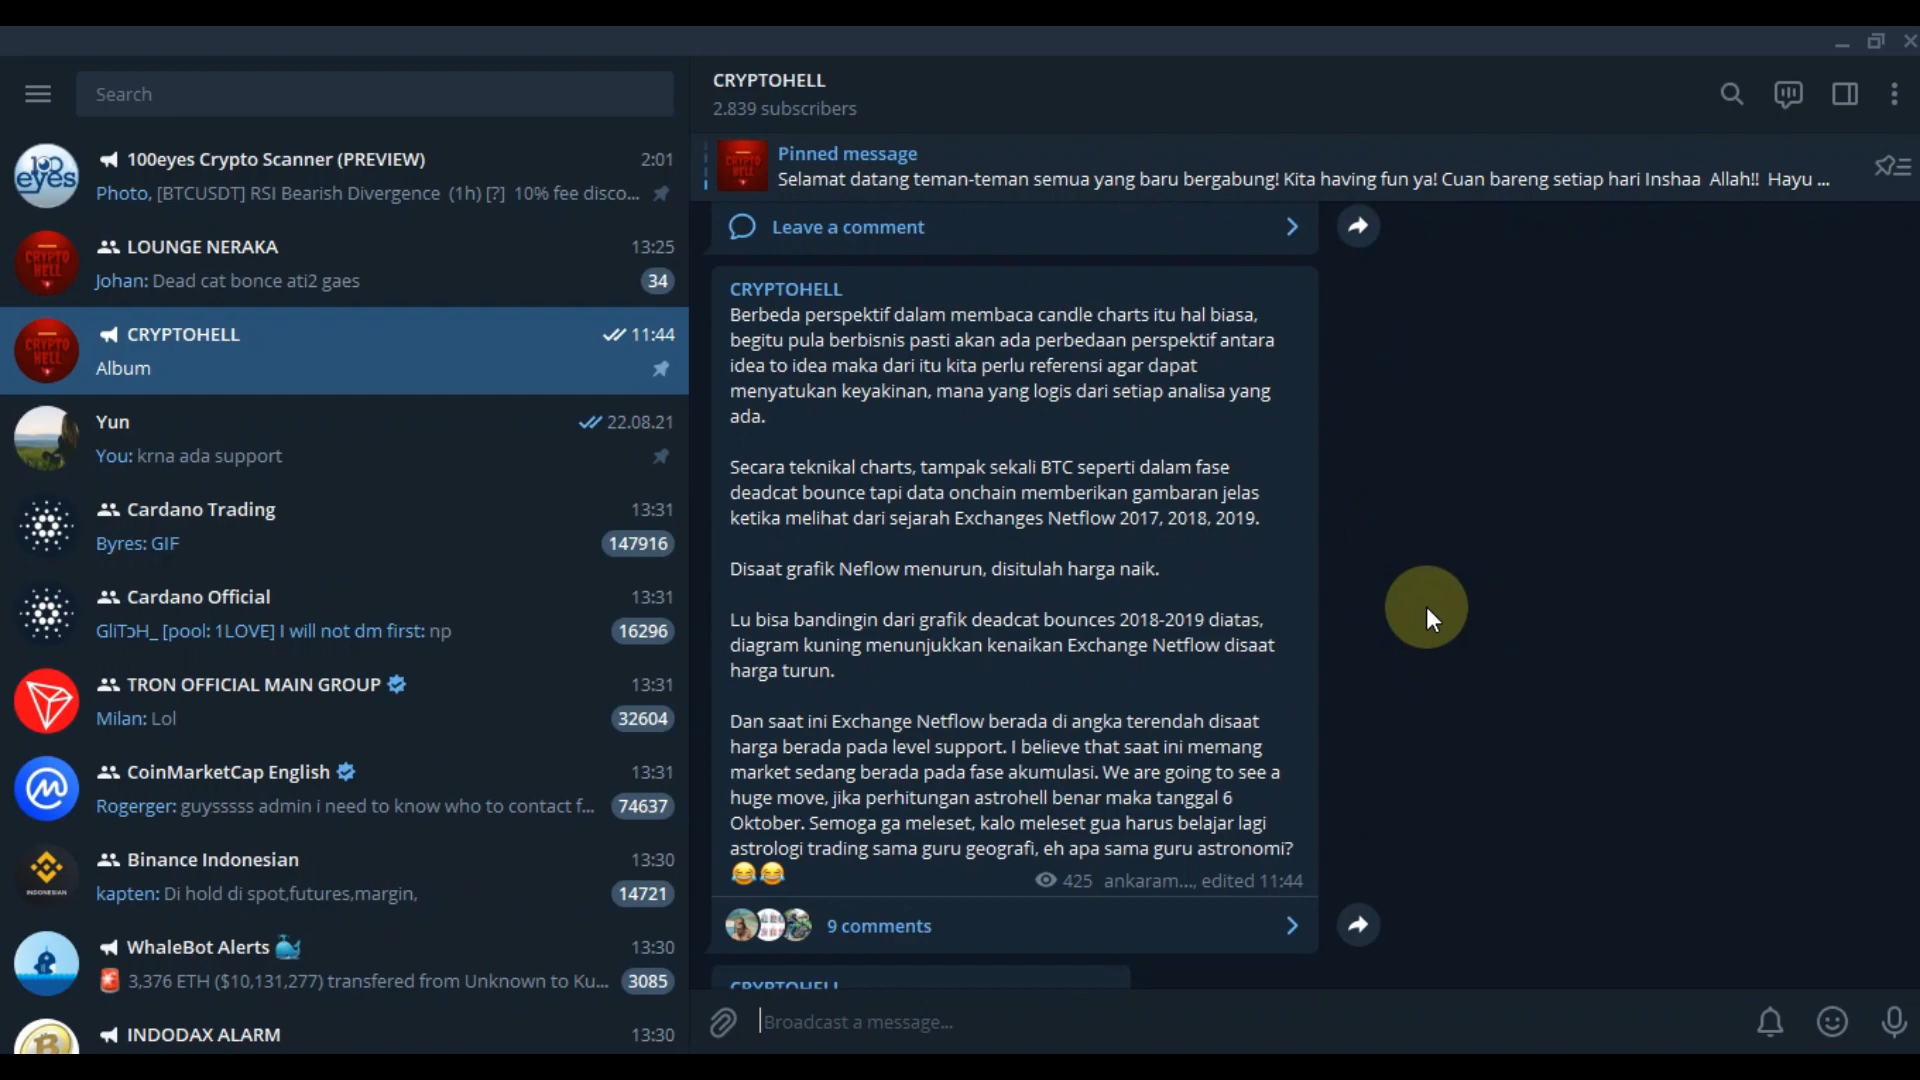 Search
100eyes Crypto Scanner (PREVIEW) 2:01
Photo, [BTCUSDT] RSI Bearish Divergence (1h) [?] 10% fee disco...
LOUNGE NERAKA 13:25
Johan: Dead cat bonce ati2 gaes 34
CRYPTOHELL 11:44
Album
Yun 22.08.21
You: krna ada support
Cardano Trading 13:31
Byres: GIF 147916
Cardano Official 13:31
GliTɔH_ [pool: 1LOVE] I will not dm first: np 16296
TRON OFFICIAL MAIN GROUP 13:31
Milan: Lol 32604
CoinMarketCap English 13:31
Rogerger: guysssss admin i need to know who to contact f... 74637
Binance Indonesian 13:30
kapten: Di hold di spot,futures,margin, 14721
WhaleBot Alerts 🐳 13:30
🚨 3,376 ETH ($10,131,277) transfered from Unknown to Ku... 3085
INDODAX ALARM 13:30
100 eyes
CRYPTO HELL
CRYPTO HELL
INDONESIAN
CRYPTOHELL
2.839 subscribers
CRYPTO HELL
Pinned message
Selamat datang teman-teman semua yang baru bergabung! Kita having fun ya! Cuan bareng setiap hari Inshaa Allah!! Hayu ...
Leave a comment
CRYPTOHELL
Berbeda perspektif dalam membaca candle charts itu hal biasa,
begitu pula berbisnis pasti akan ada perbedaan perspektif antara
idea to idea maka dari itu kita perlu referensi agar dapat
menyatukan keyakinan, mana yang logis dari setiap analisa yang
ada.
Secara teknikal charts, tampak sekali BTC seperti dalam fase
deadcat bounce tapi data onchain memberikan gambaran jelas
ketika melihat dari sejarah Exchanges Netflow 2017, 2018, 2019.
Disaat grafik Neflow menurun, disitulah harga naik.
Lu bisa bandingin dari grafik deadcat bounces 2018-2019 diatas,
diagram kuning menunjukkan kenaikan Exchange Netflow disaat
harga turun.
Dan saat ini Exchange Netflow berada di angka terendah disaat
harga berada pada level support. I believe that saat ini memang
market sedang berada pada fase akumulasi. We are going to see a
huge move, jika perhitungan astrohell benar maka tanggal 6
Oktober. Semoga ga meleset, kalo meleset gua harus belajar lagi
astrologi trading sama guru geografi, eh apa sama guru astronomi?
😂😂 425 ankaram..., edited 11:44
9 comments
CRYPTOHELL
Broadcast a message...